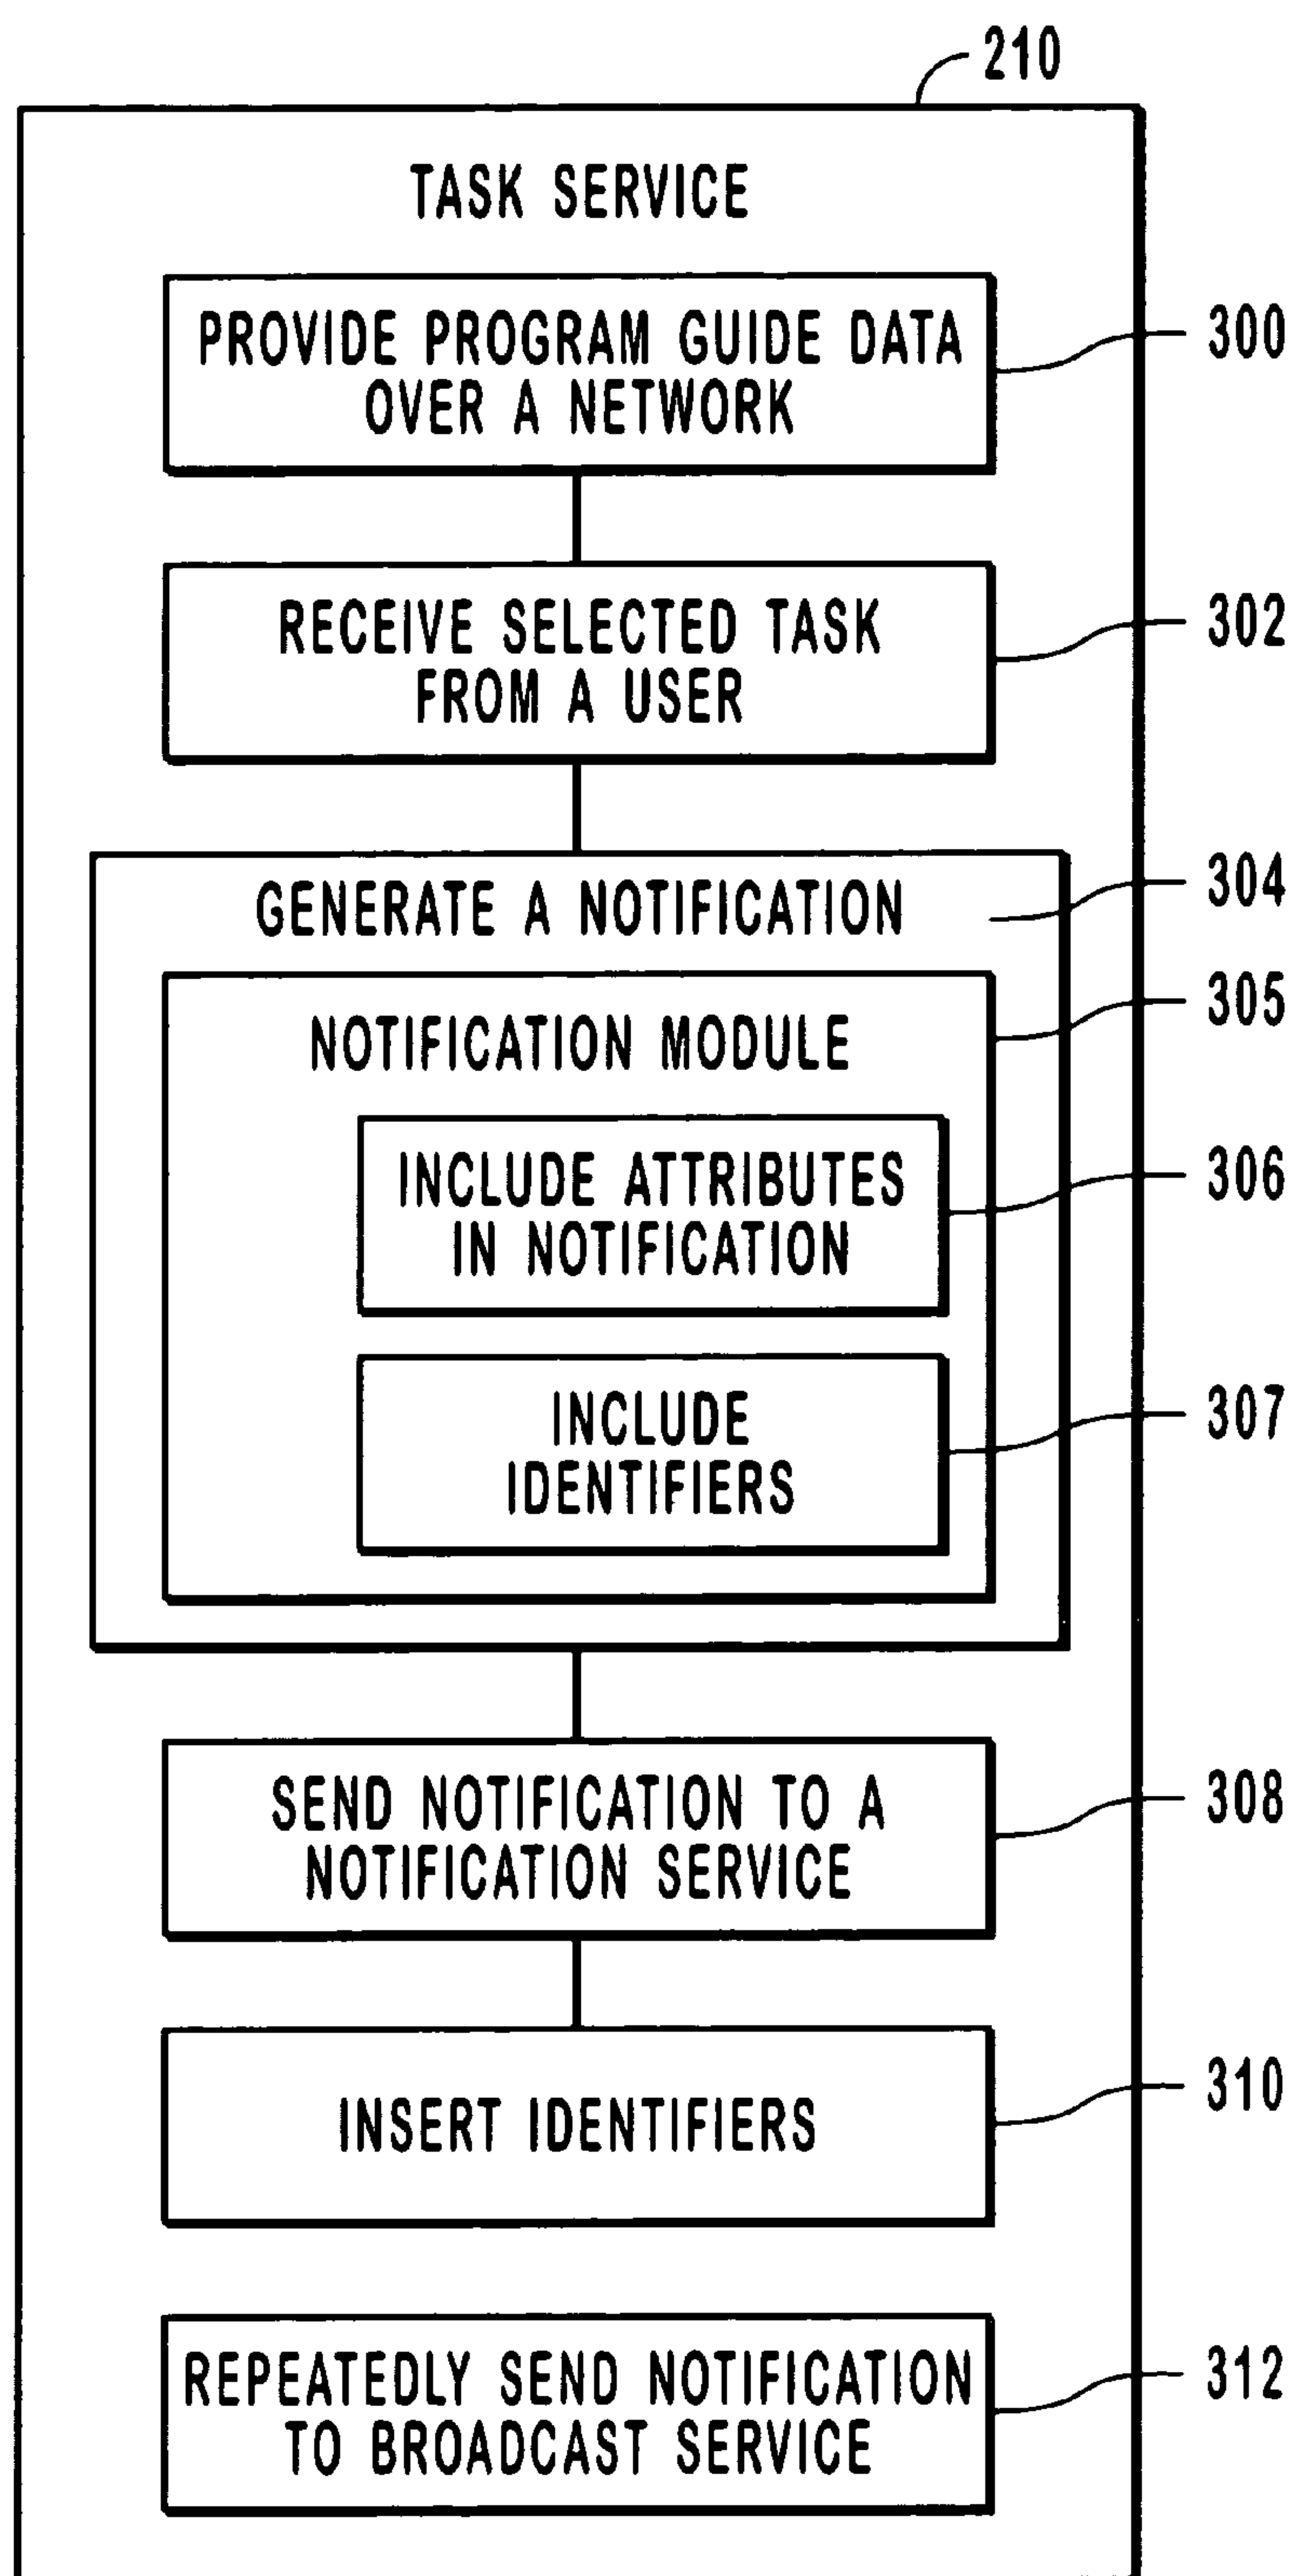 210
TASK SERVICE
PROVIDE PROGRAM GUIDE DATA
OVER A NETWORK
300
RECEIVE SELECTED TASK
FROM A USER
302
GENERATE A NOTIFICATION
304
NOTIFICATION MODULE
305
INCLUDE ATTRIBUTES
IN NOTIFICATION
306
INCLUDE
IDENTIFIERS
307
SEND NOTIFICATION TO A
NOTIFICATION SERVICE
308
INSERT IDENTIFIERS
310
REPEATEDLY SEND NOTIFICATION
TO BROADCAST SERVICE
312